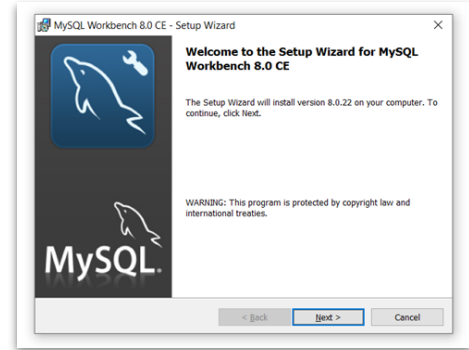 MySQL Workbench 8.0 CE - Setup Wizard
Welcome to the Setup Wizard for MySQL
Workbench 8.0 CE
The Setup Wizard will install version 8.0.22 on your computer. To
continue, click Next.
WARNING: This program is protected by copyright law and
international treaties.
MySQL.
< Back
Next >
Cancel